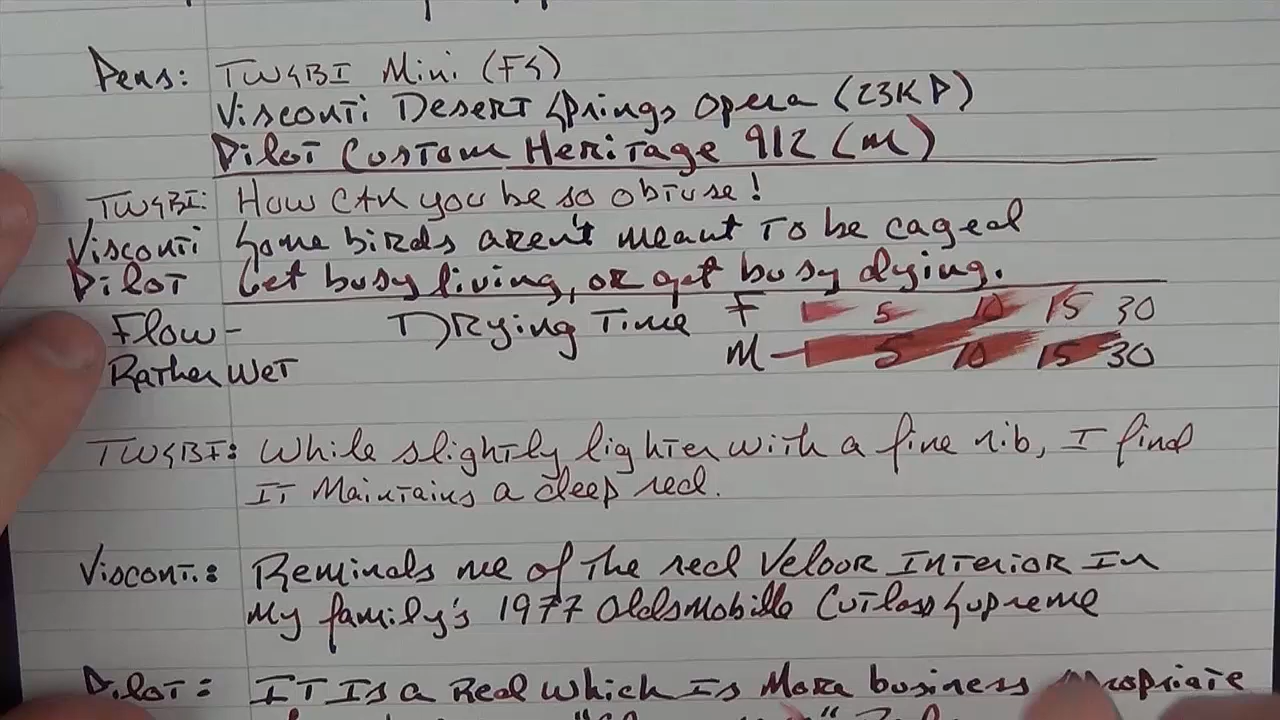 Pens: TWSBI Mini (F)
Visconti Desert Springs Opera (23KP)
Pilot Custom Heritage 912 (M)
TWSBI: How can you be so obtuse!
Visconti Some birds aren't meant to be caged
Pilot Get busy living, or get busy dying.
Flow- Drying Time F 1 5 10 15 30
Rather Wet M 1 5 10 15 30
TWSBI: While slightly lighter with a fine nib, I find
It Maintains a deep red.
Visconti: Reminds me of the red Velour Interior In
My family's 1977 Oldsmobille Cutlass Supreme
Pilot: It Is a Red which Is More business